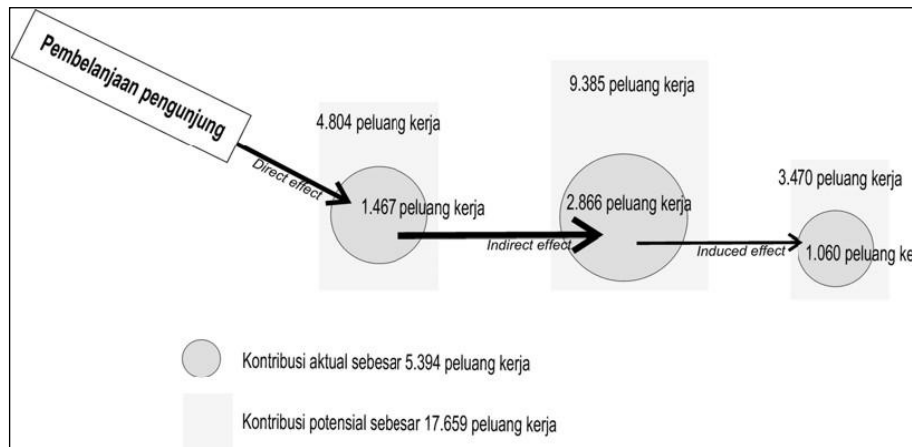 Pembelanjaan pengunjung
Direct effect
4.804 peluang kerja
1.467 peluang kerja
Indirect effect
9.385 peluang kerja
2.866 peluang kerja
Induced effect
3.470 peluang kerja
1.060 peluang ke
Kontribusi aktual sebesar 5.394 peluang kerja
Kontribusi potensial sebesar 17.659 peluang kerja